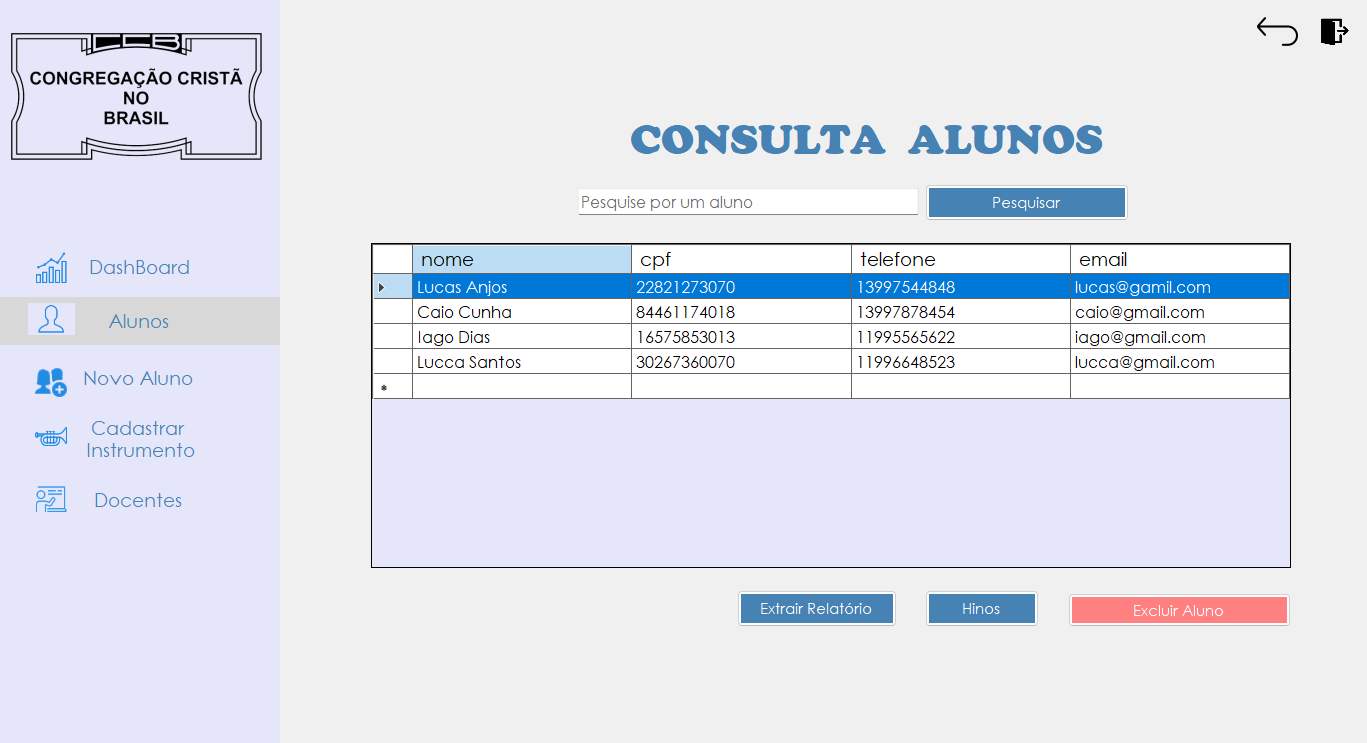 CCB
CONGREGAÇÃO CRISTÃ
NO
BRASIL
DashBoard
Alunos
Novo Aluno
Cadastrar
Instrumento
Docentes
CONSULTA ALUNOS
Pesquise por um aluno
Pesquisar
nome cpf telefone email
Lucas Anjos 22821273070 13997544848 lucas@gamil.com
Caio Cunha 84461174018 13997878454 caio@gmail.com
Iago Dias 16575853013 11995565622 iago@gmail.com
Lucca Santos 30267360070 11996648523 lucca@gmail.com
Extrair Relatório
Hinos
Excluir Aluno